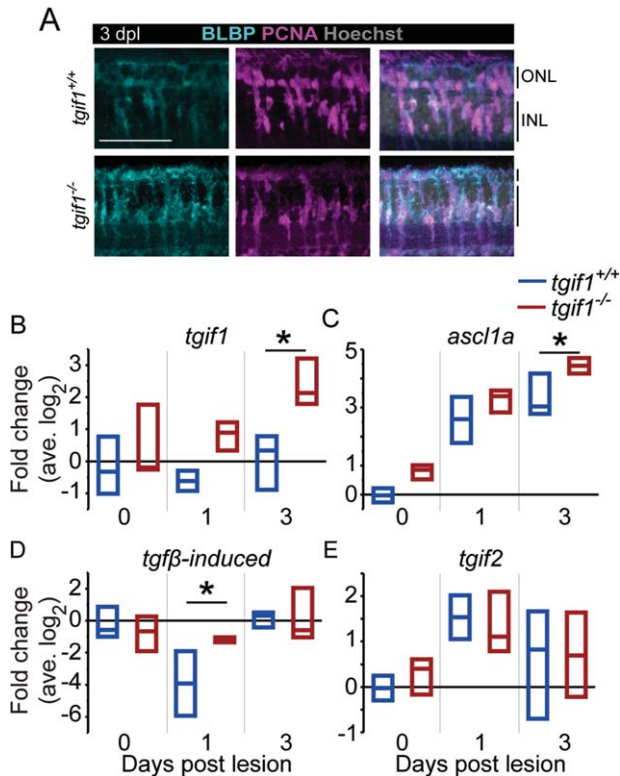 A
3 dpl BLBP PCNA Hoechst
tgif1+/+
ONL
INL
tgif1-/-
tgif1+/+
tgif1-/-
B tgif1
Fold change
(ave. log2)
3
2
1
0
-1
*
0 1 3
C ascl1a
5
3
1
0
*
0 1 3
D tgfβ-induced
Fold change
(ave. log2)
2
0
-2
-4
-6
*
0 1 3
Days post lesion
E tgif2
2
1
0
-1
0 1 3
Days post lesion